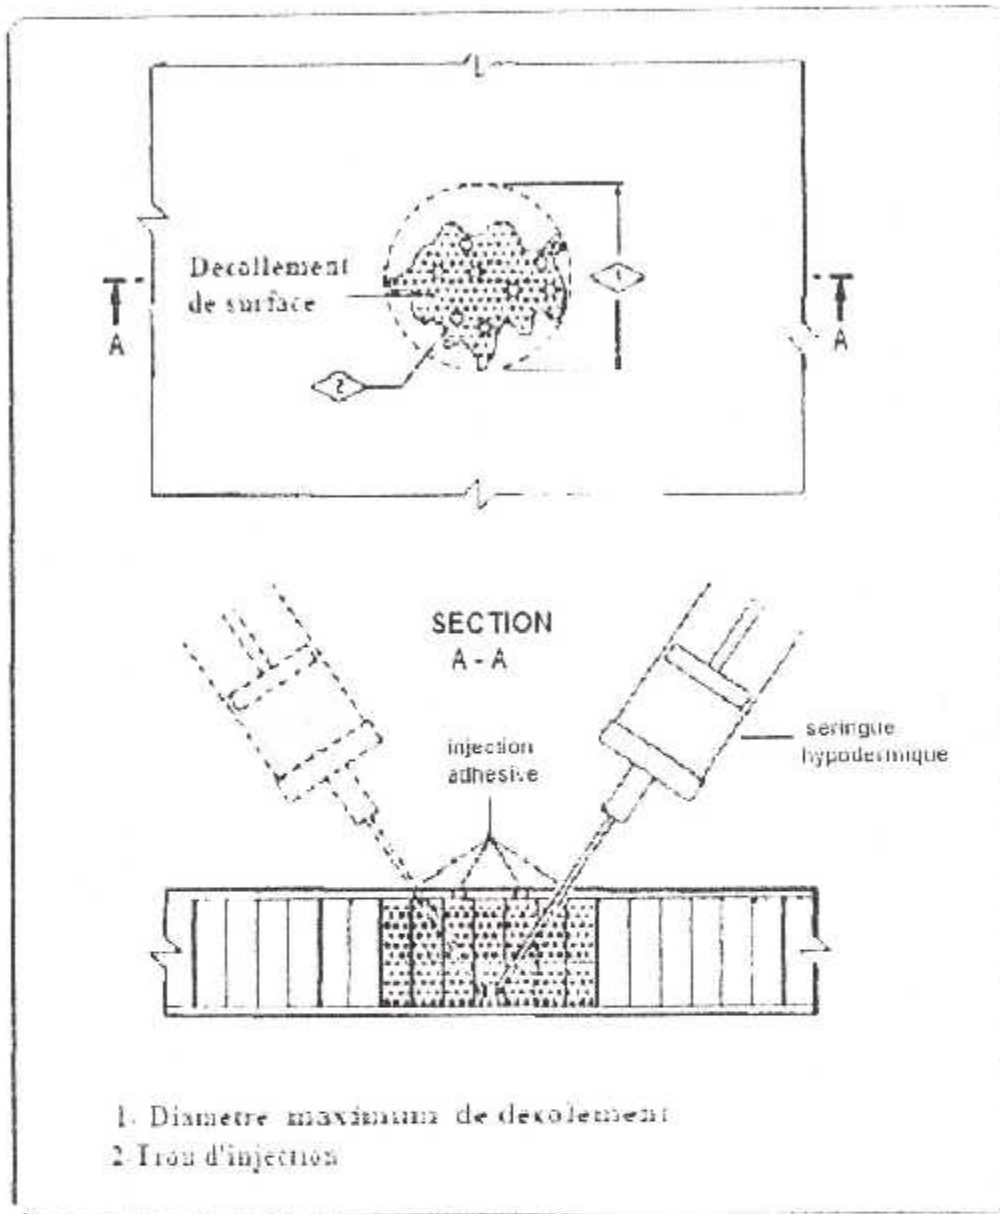 Decollement
de surface
1
A
A
2
SECTION
A - A
injection
adhesive
seringue
hypodermique
1- Diametre maximum de decolement
2-Trou d'injection